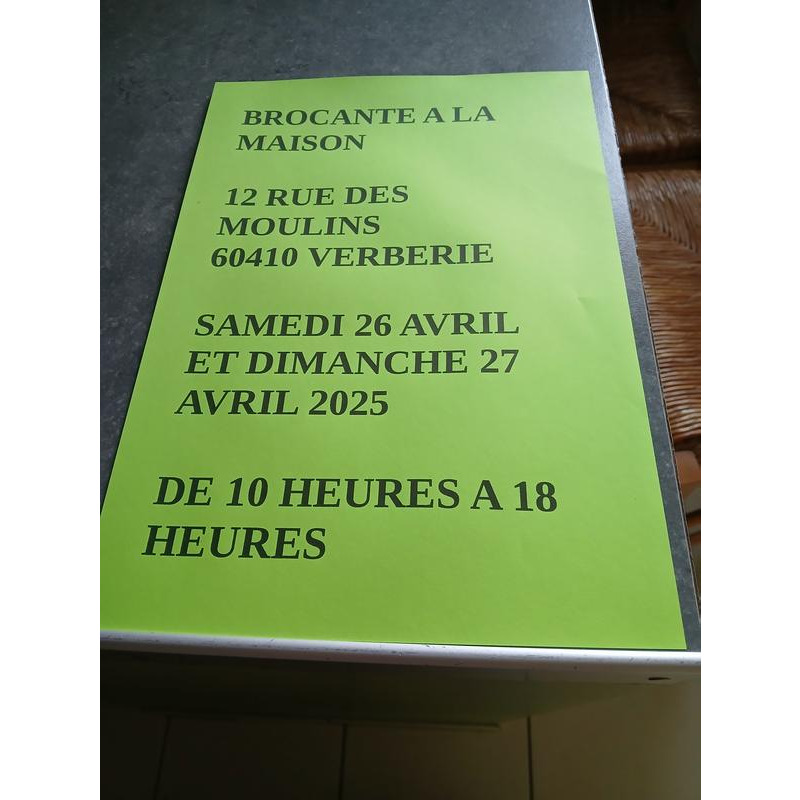 BROCANTE A LA
MAISON
12 RUE DES
MOULINS
60410 VERBERIE
SAMEDI 26 AVRIL
ET DIMANCHE 27
AVRIL 2025
DE 10 HEURES A 18
HEURES